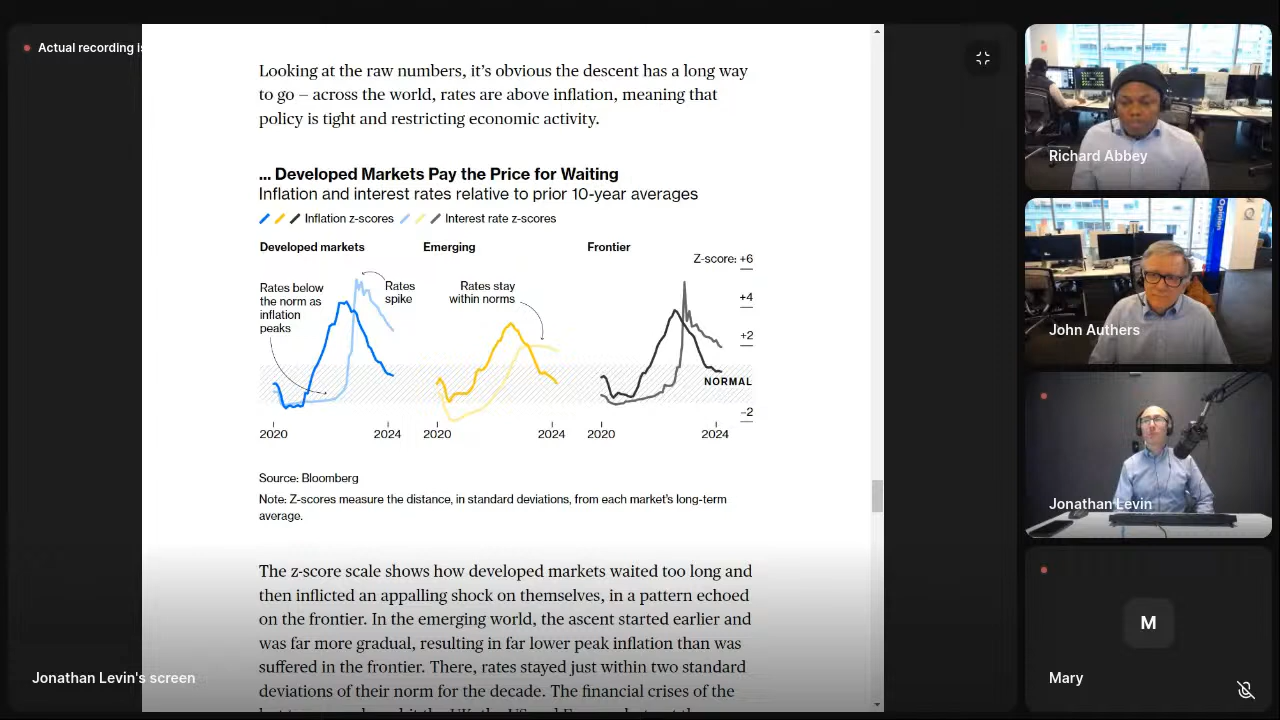 Actual recording is
Looking at the raw numbers, it's obvious the descent has a long way
to go – across the world, rates are above inflation, meaning that
policy is tight and restricting economic activity.
... Developed Markets Pay the Price for Waiting
Inflation and interest rates relative to prior 10-year averages
Inflation z-scores Interest rate z-scores
Developed markets Emerging Frontier
Z-score: +6
Rates below
the norm as
inflation
peaks
Rates
spike
Rates stay
within norms
+4
+2
NORMAL
-2
2020 2024 2020 2024 2020 2024
Source: Bloomberg
Note: Z-scores measure the distance, in standard deviations, from each market's long-term
average.
The z-score scale shows how developed markets waited too long and
then inflicted an appalling shock on themselves, in a pattern echoed
on the frontier. In the emerging world, the ascent started earlier and
was far more gradual, resulting in far lower peak inflation than was
suffered in the frontier. There, rates stayed just within two standard
deviations of their norm for the decade. The financial crises of the
Jonathan Levin's screen
Richard Abbey
Opinion
John Authers
Jonathan Levin
M
Mary